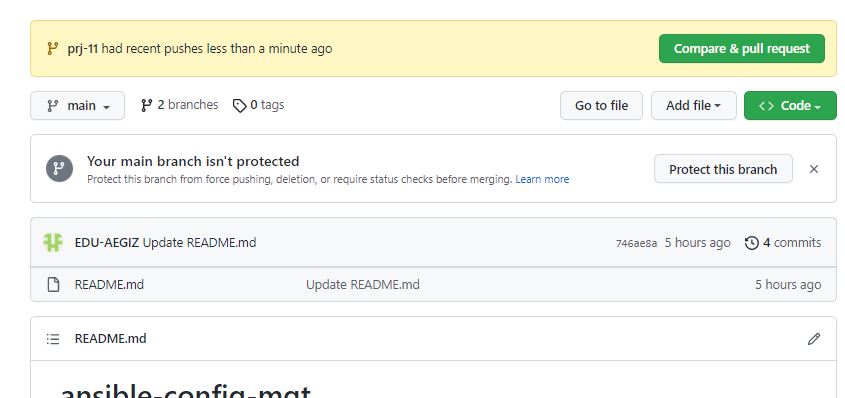 prj-11 had recent pushes less than a minute ago Compare & pull request
main 2 branches 0 tags Go to file Add file Code
Your main branch isn't protected
Protect this branch from force pushing, deletion, or require status checks before merging. Learn more Protect this branch
EDU-AEGIZ Update README.md 746ae8a 5 hours ago 4 commits
README.md Update README.md 5 hours ago
README.md
ansible-config-mgt